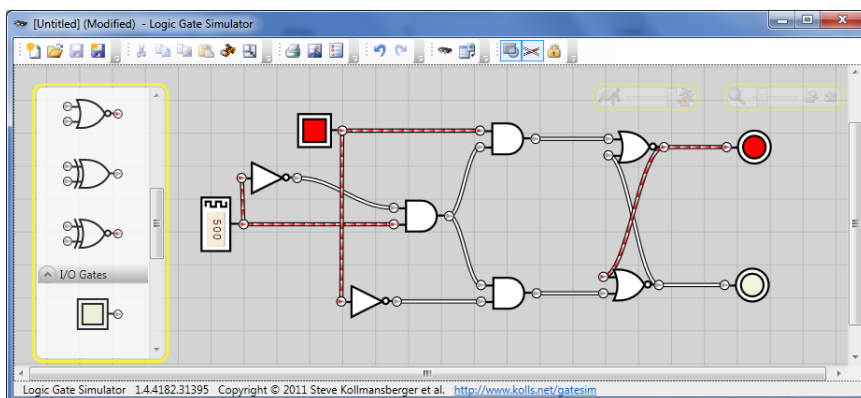 [Untitled] (Modified) - Logic Gate Simulator
500
I/O Gates
Logic Gate Simulator 1.4.4182.31395 Copyright © 2011 Steve Kollmansberger et al. http://www.kolls.net/gatesim